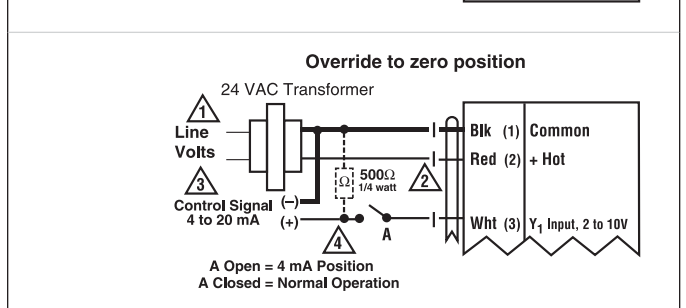 Override to zero position
24 VAC Transformer
1
Line
Volts
Blk (1) Common
Red (2) + Hot
3
Ω
500Ω
1/4 watt
2
Control Signal (–)
4 to 20 mA (+)
Wht (3) Y1 Input, 2 to 10V
4
A
A Open = 4 mA Position
A Closed = Normal Operation